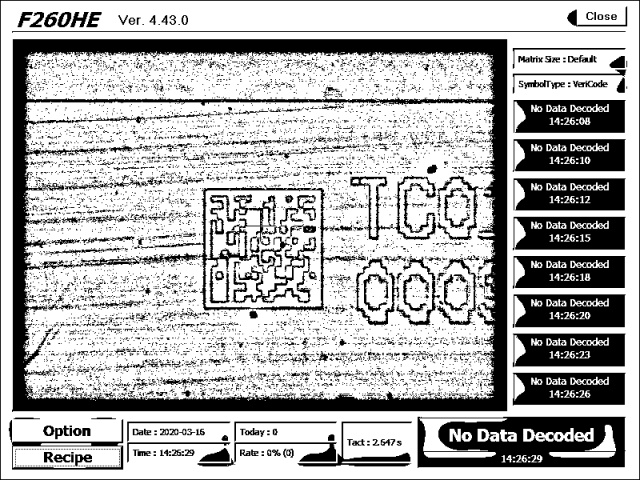 F260HE Ver. 4.43.0 Close
Matrix Size : Default
SymbolType : VeriCode
No Data Decoded
14:26:08
No Data Decoded
14:26:10
No Data Decoded
14:26:12
No Data Decoded
14:26:15
No Data Decoded
14:26:18
No Data Decoded
14:26:20
No Data Decoded
14:26:23
No Data Decoded
14:26:26
TCO
000
Option
Recipe
Date : 2020-03-16
Time : 14:26:29
Today : 0
Rate : 0% (0)
Tact : 2.647 s
No Data Decoded
14:26:29